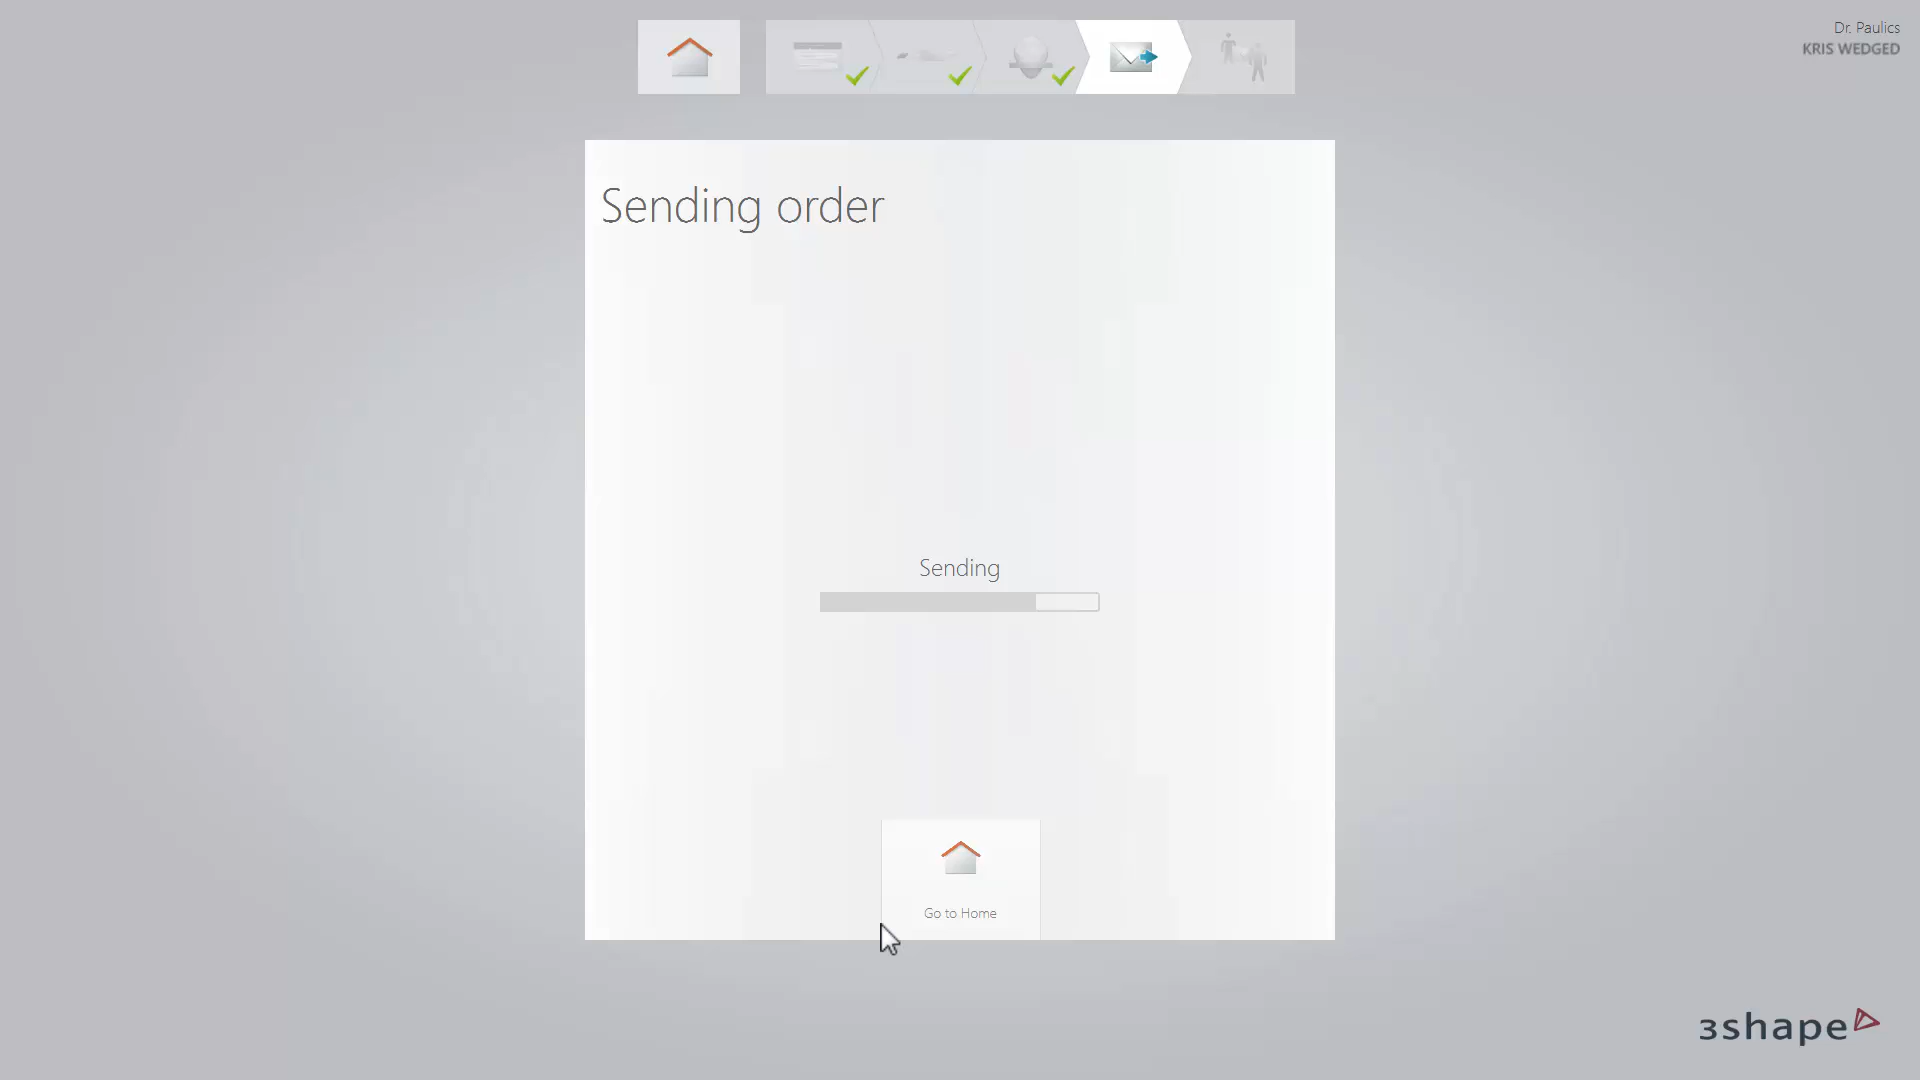 Dr. Paulics
KRIS WEDGED
Sending order
Sending
Go to Home
3shape